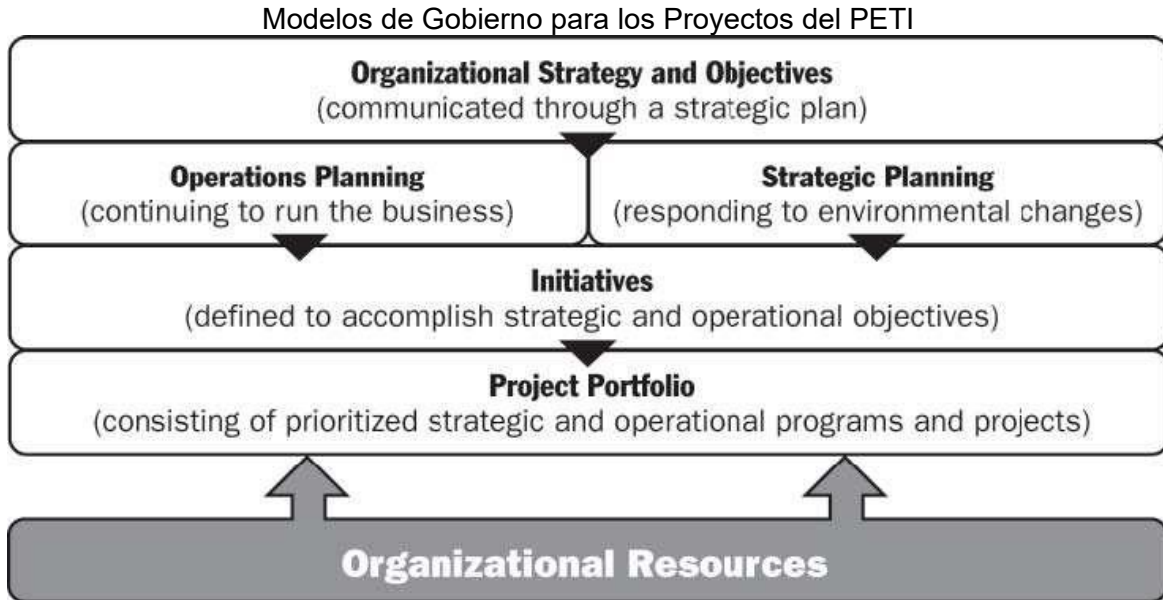 Modelos de Gobierno para los Proyectos del PETI
Organizational Strategy and Objectives
(communicated through a strategic plan)
Operations Planning
(continuing to run the business)
Strategic Planning
(responding to environmental changes)
Initiatives
(defined to accomplish strategic and operational objectives)
Project Portfolio
(consisting of prioritized strategic and operational programs and projects)
Organizational Resources